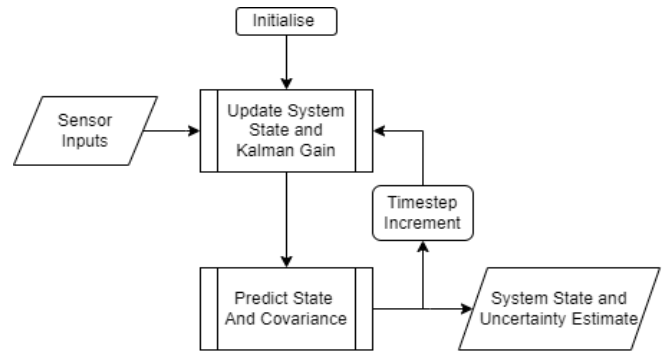 Initialise
Sensor
Inputs
Update System
State and
Kalman Gain
Timestep
Increment
Predict State
And Covariance
System State and
Uncertainty Estimate